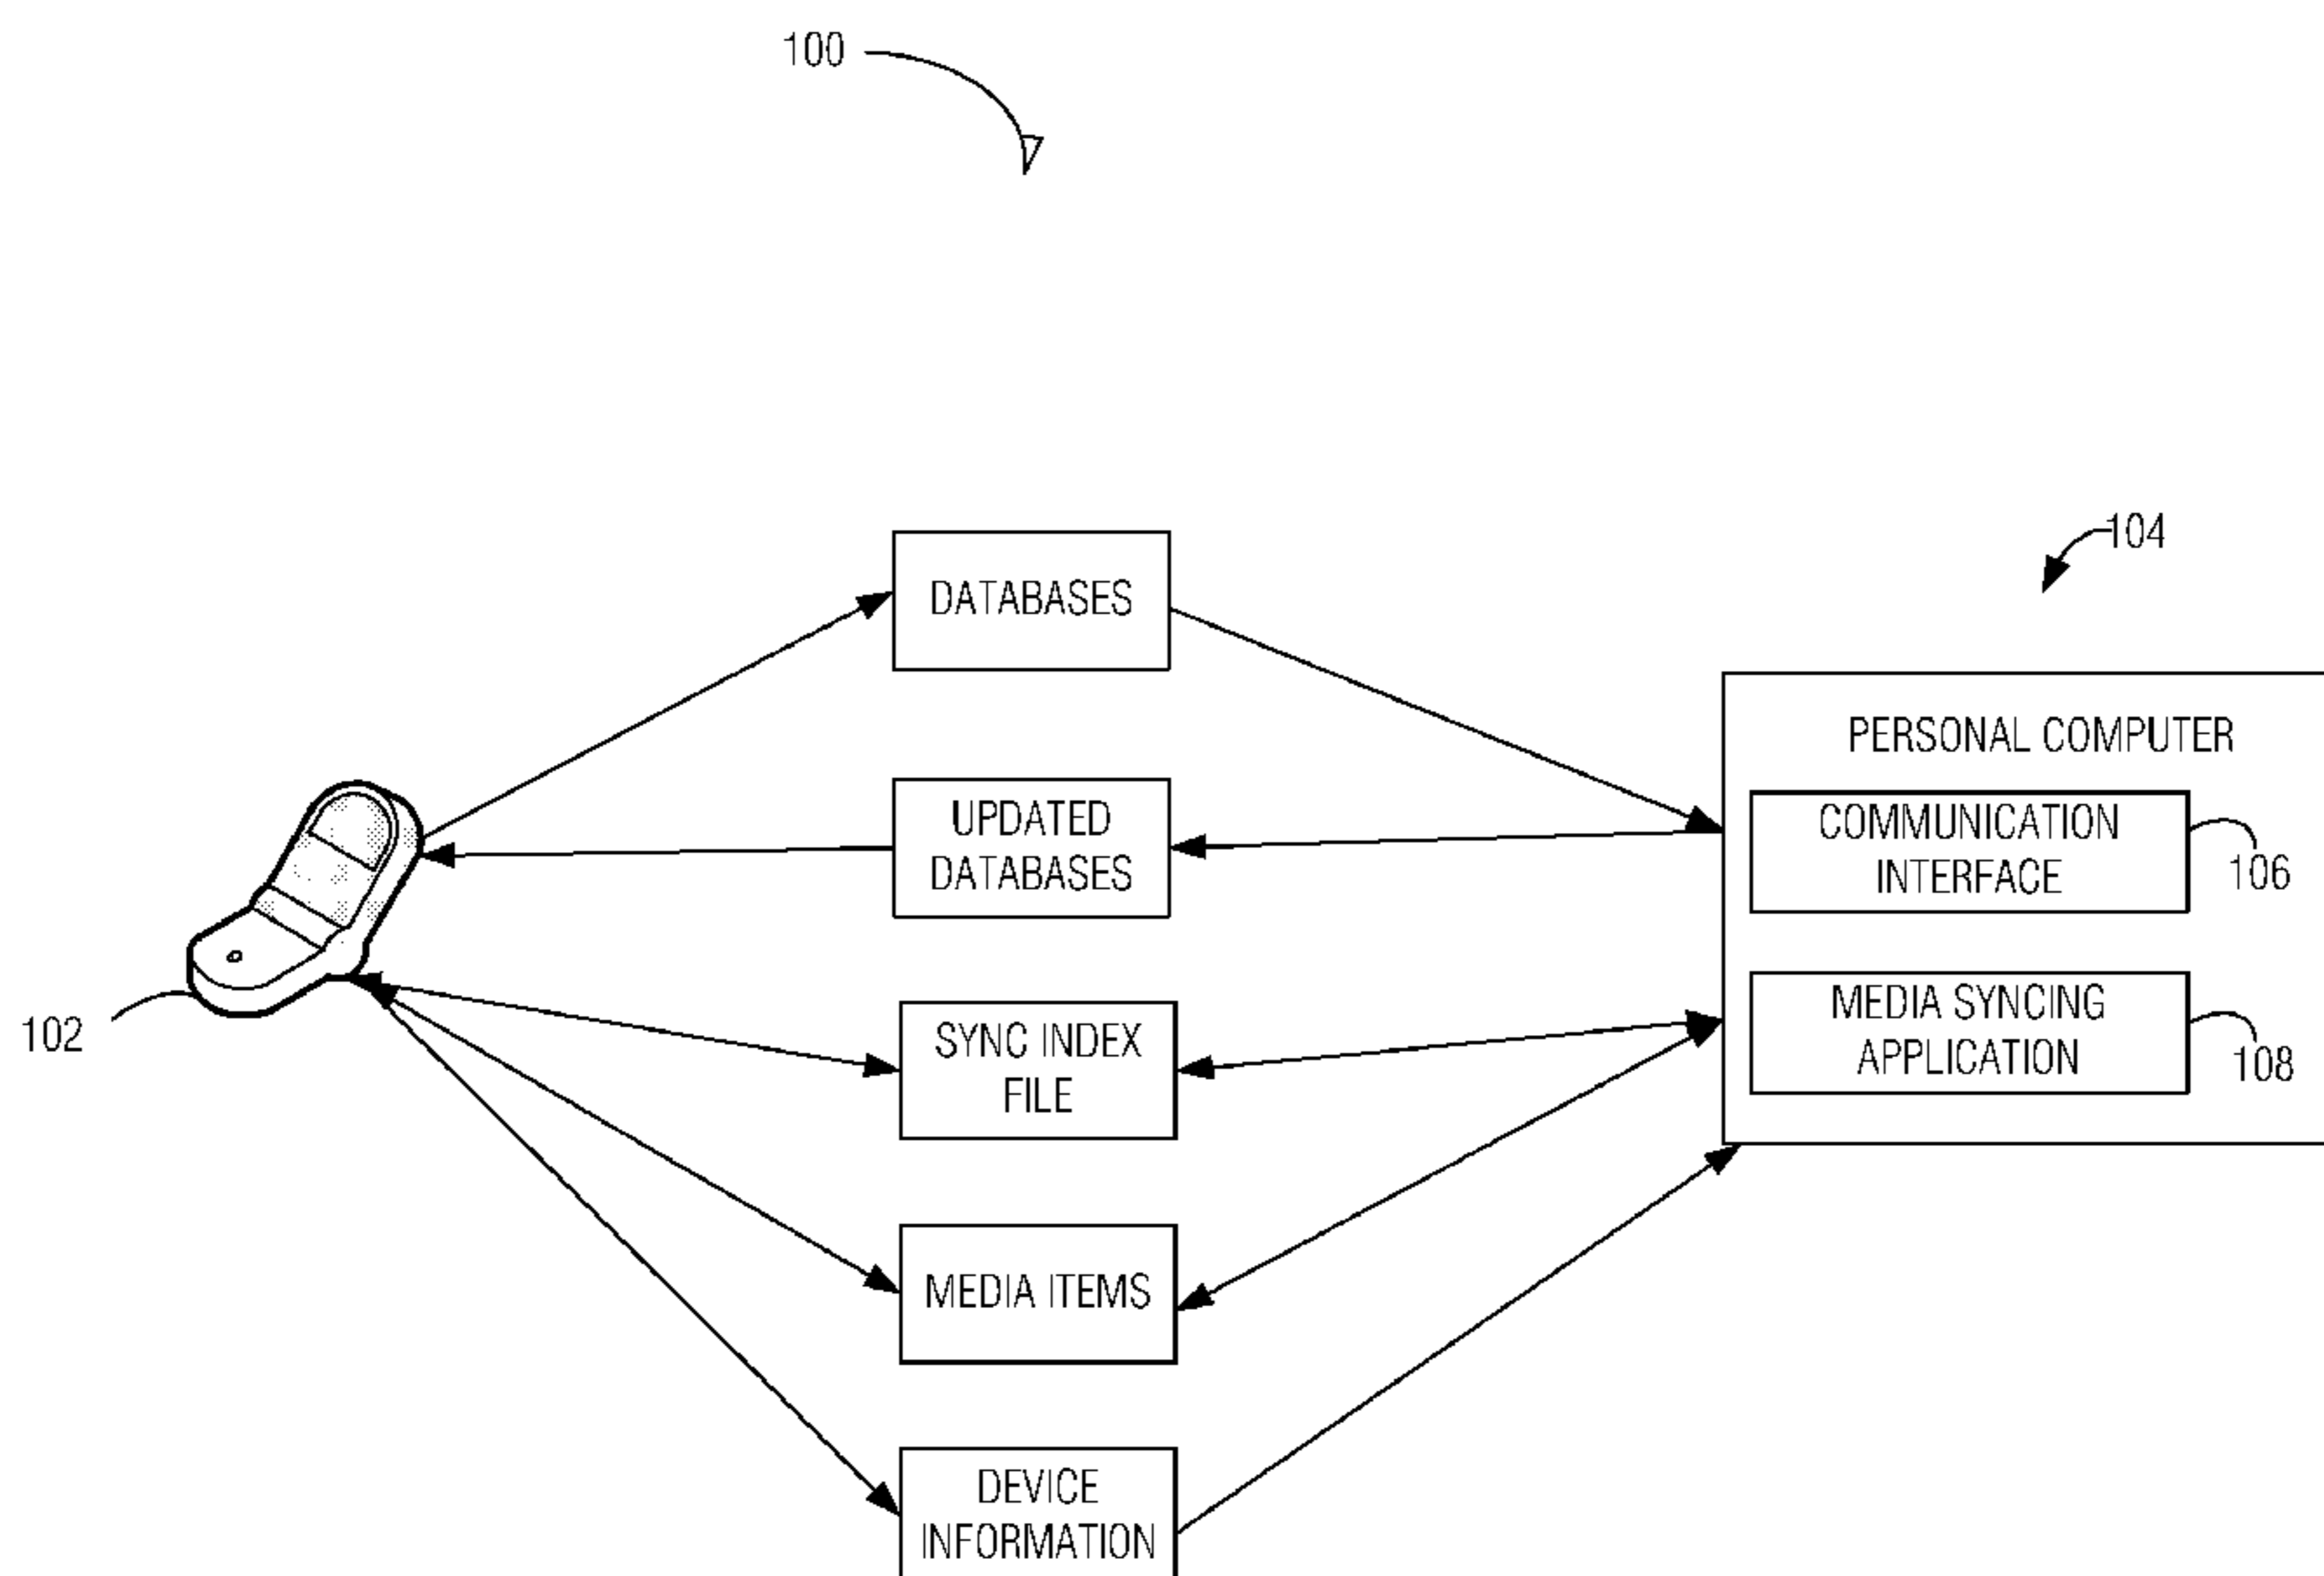 100
104
DATABASES
PERSONAL COMPUTER
UPDATED
DATABASES
COMMUNICATION
INTERFACE
106
102
SYNC INDEX
FILE
MEDIA SYNCING
APPLICATION
108
MEDIA ITEMS
DEVICE
INFORMATION